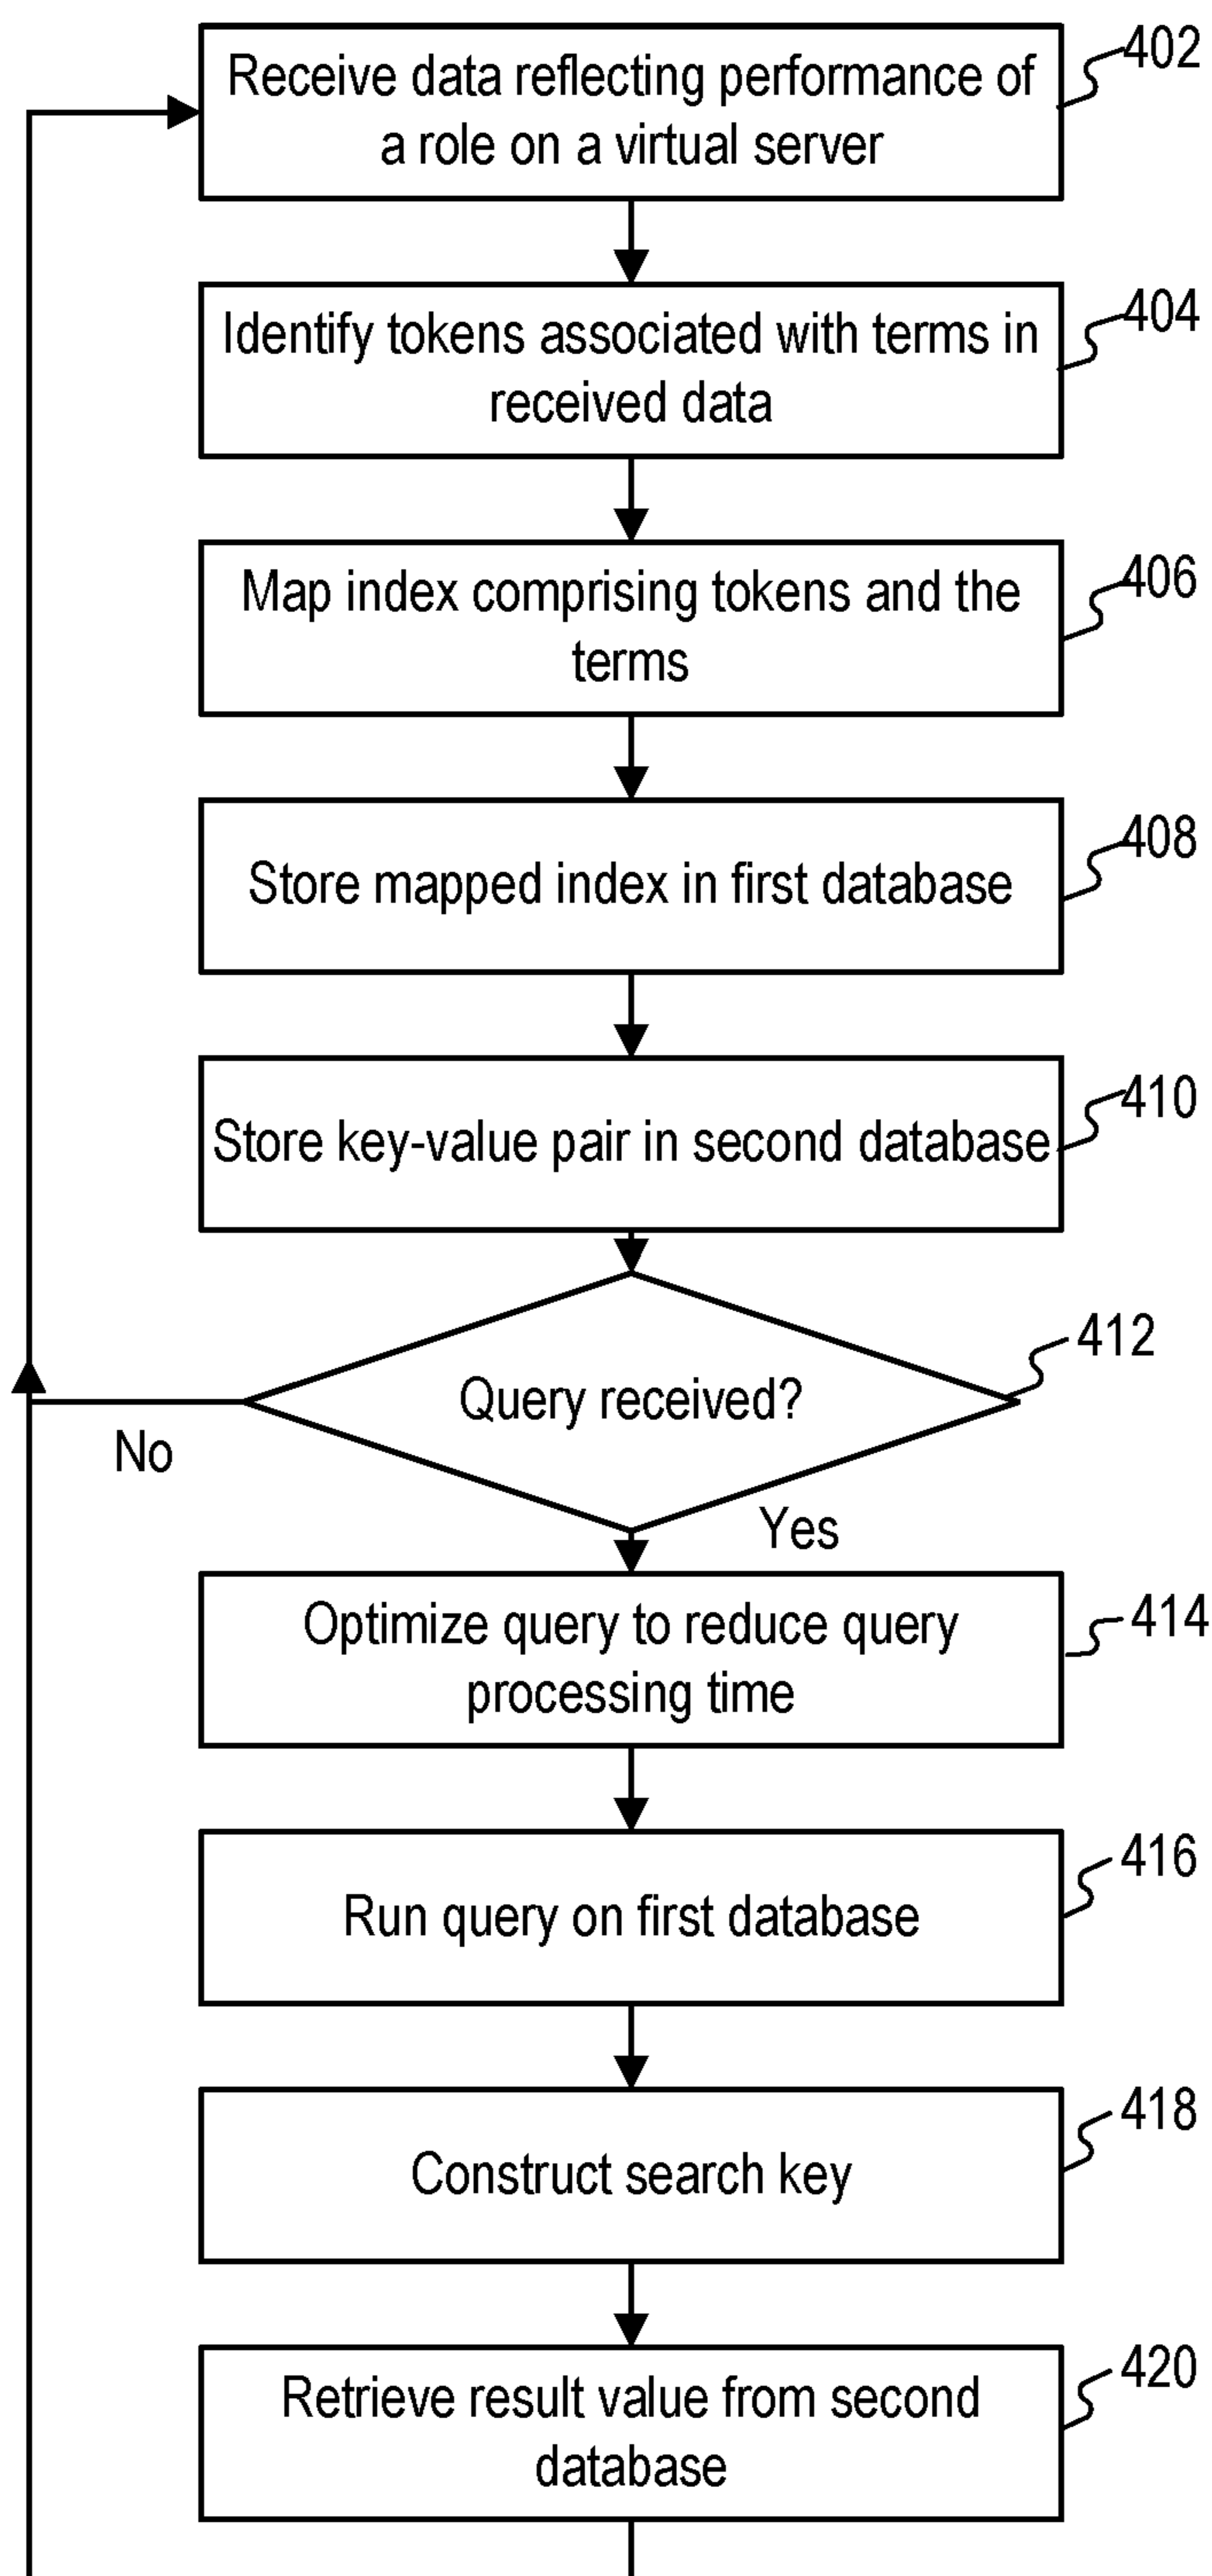 Receive data reflecting performance of
a role on a virtual server
402
Identify tokens associated with terms in
received data
404
Map index comprising tokens and the
terms
406
Store mapped index in first database
408
Store key-value pair in second database
410
Query received?
412
No
Yes
Optimize query to reduce query
processing time
414
Run query on first database
416
Construct search key
418
Retrieve result value from second
database
420